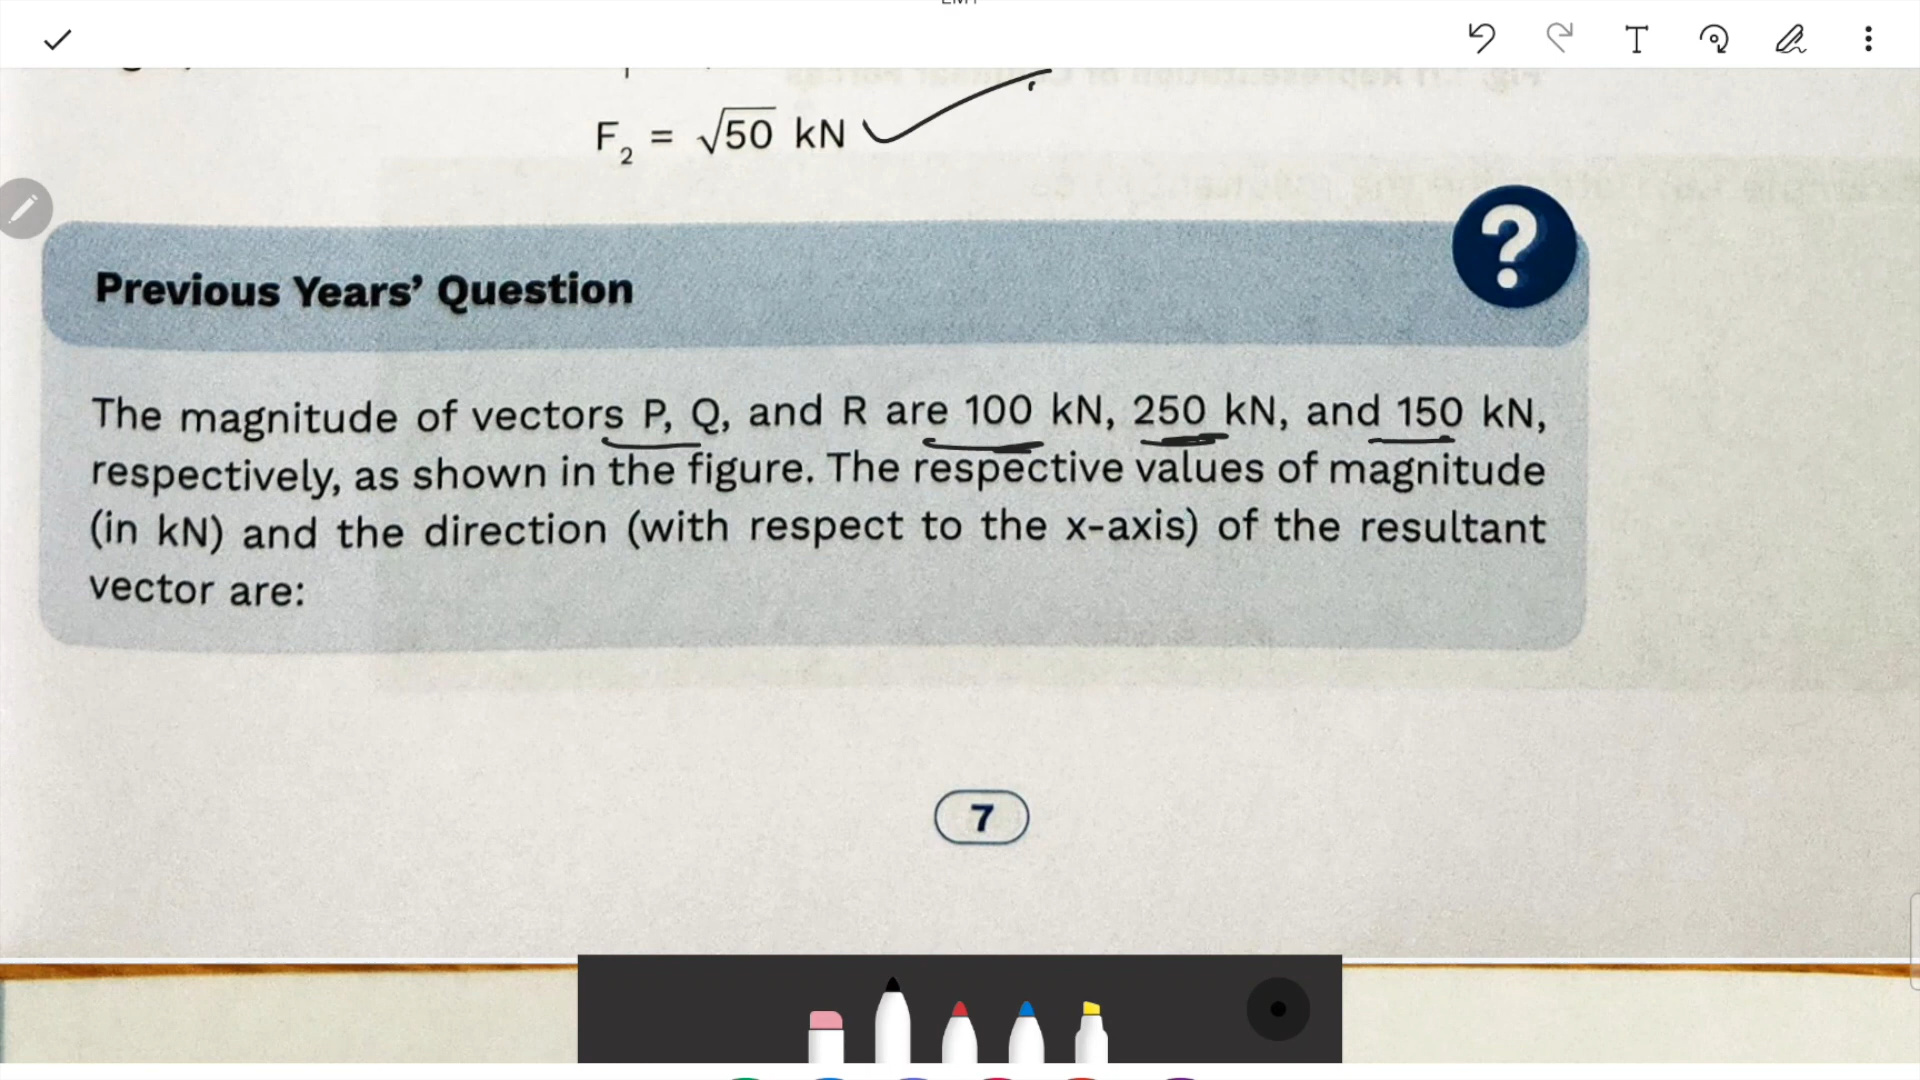 F2 = √50 kN
Previous Years' Question
?
The magnitude of vectors P, Q, and R are 100 kN, 250 kN, and 150 kN,
respectively, as shown in the figure. The respective values of magnitude
(in kN) and the direction (with respect to the x-axis) of the resultant
vector are:
7